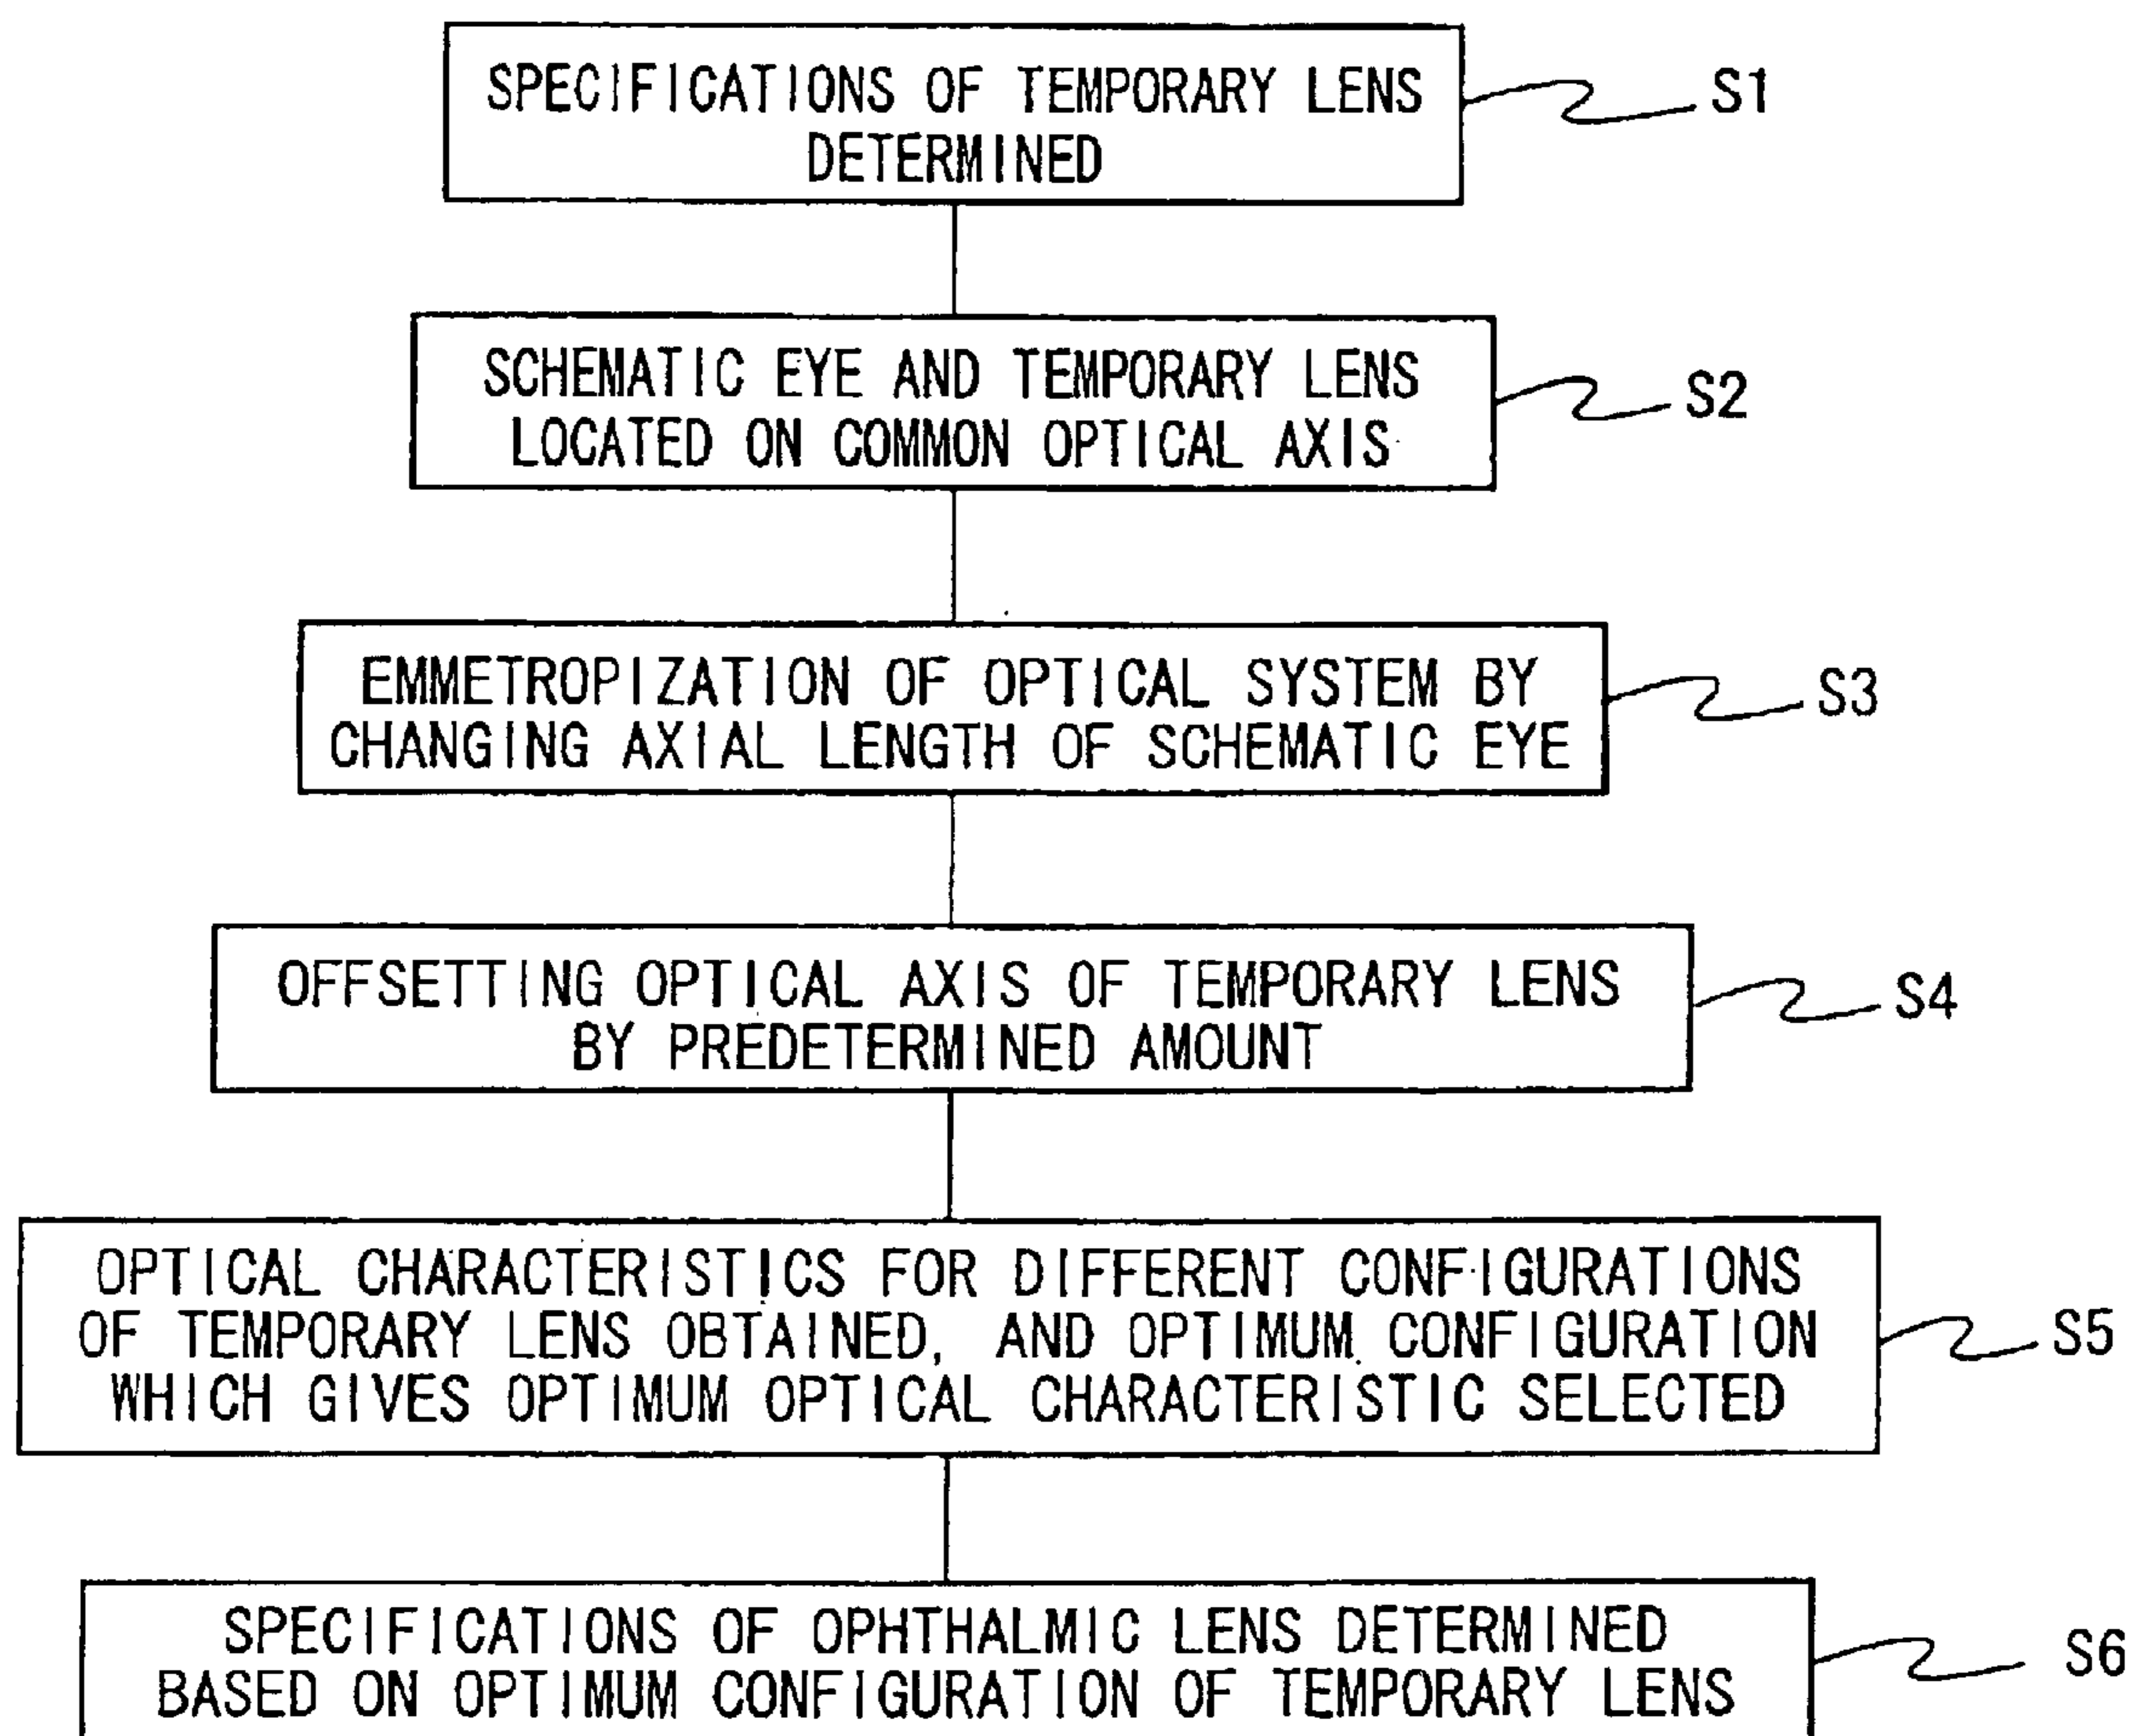 SPECIFICATIONS OF TEMPORARY LENS
DETERMINED
S1
SCHEMATIC EYE AND TEMPORARY LENS
LOCATED ON COMMON OPTICAL AXIS
S2
EMMETROPIZATION OF OPTICAL SYSTEM BY
CHANGING AXIAL LENGTH OF SCHEMATIC EYE
S3
OFFSETTING OPTICAL AXIS OF TEMPORARY LENS
BY PREDETERMINED AMOUNT
S4
OPTICAL CHARACTERISTICS FOR DIFFERENT CONFIGURATIONS
OF TEMPORARY LENS OBTAINED, AND OPTIMUM CONFIGURATION
WHICH GIVES OPTIMUM OPTICAL CHARACTERISTIC SELECTED
S5
SPECIFICATIONS OF OPHTHALMIC LENS DETERMINED
BASED ON OPTIMUM CONFIGURATION OF TEMPORARY LENS
S6